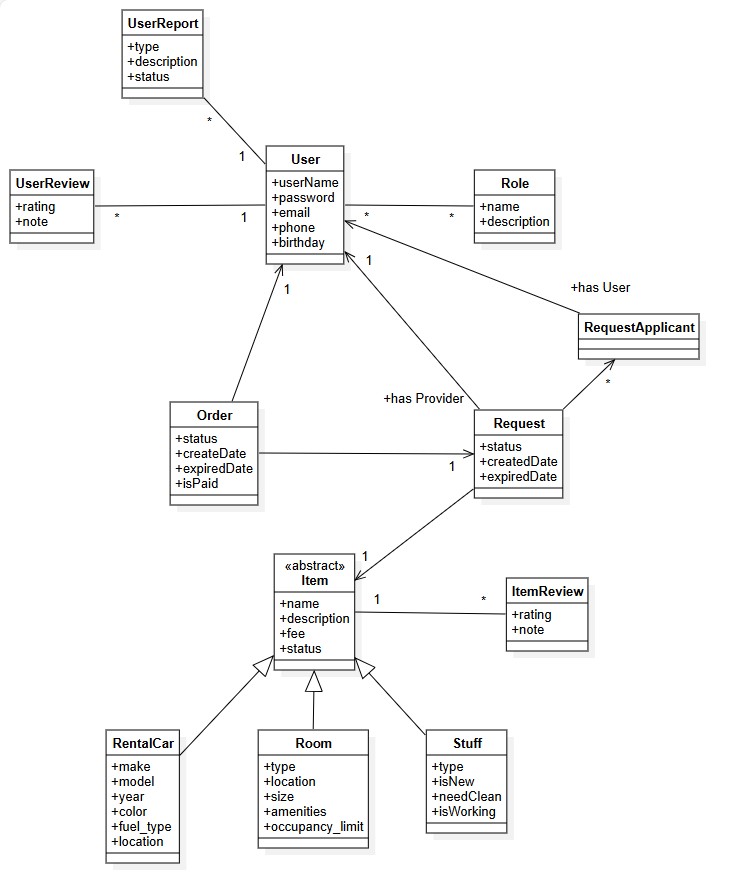 UserReport
+type
+description
+status
*
1
UserReview
+rating
+note
*
1
User
+userName
+password
+email
+phone
+birthday
*
*
Role
+name
+description
1
1
+has User
RequestApplicant
*
+has Provider
Order
+status
+createDate
+expiredDate
+isPaid
1
Request
+status
+createdDate
+expiredDate
1
«abstract»
Item
+name
+description
+fee
+status
1
*
ItemReview
+rating
+note
RentalCar
+make
+model
+year
+color
+fuel_type
+location
Room
+type
+location
+size
+amenities
+occupancy_limit
Stuff
+type
+isNew
+needClean
+isWorking